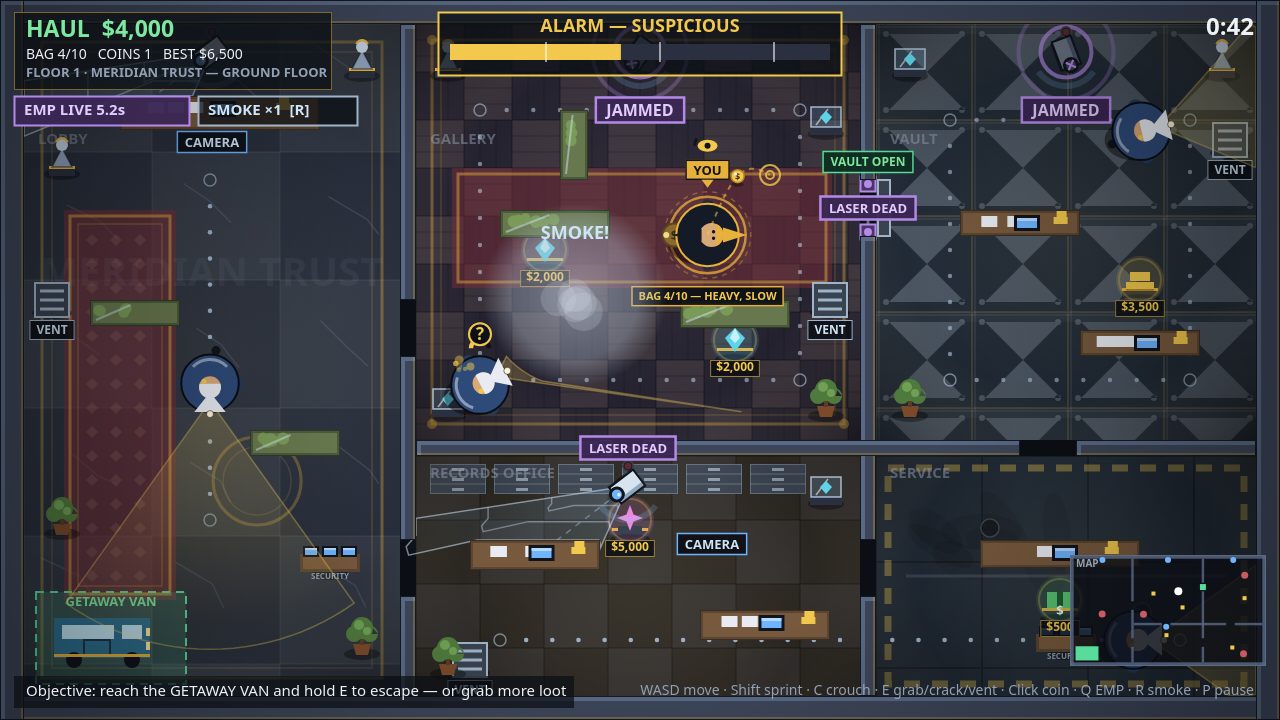 HAUL $4,000
BAG 4/10 COINS 1 BEST $6,500
FLOOR 1 · MERIDIAN TRUST — GROUND FLOOR
EMP LIVE 5.2s
SMOKE ×1 [R]
ALARM — SUSPICIOUS
0:42
LOBBY
CAMERA
GALLERY
JAMMED
VAULT
JAMMED
VAULT OPEN
LASER DEAD
YOU
SMOKE!
$2,000
BAG 4/10 — HEAVY, SLOW
MERIDIAN TRUST
VENT
VENT
VENT
$3,500
?
$2,000
LASER DEAD
RECORDS OFFICE
SERVICE
$5,000
CAMERA
SECURITY
GETAWAY VAN
MAP
$
$500
Objective: reach the GETAWAY VAN and hold E to escape — or grab more loot
WASD move · Shift sprint · C crouch · E grab/crack/vent · Click coin · Q EMP · R smoke · P pause